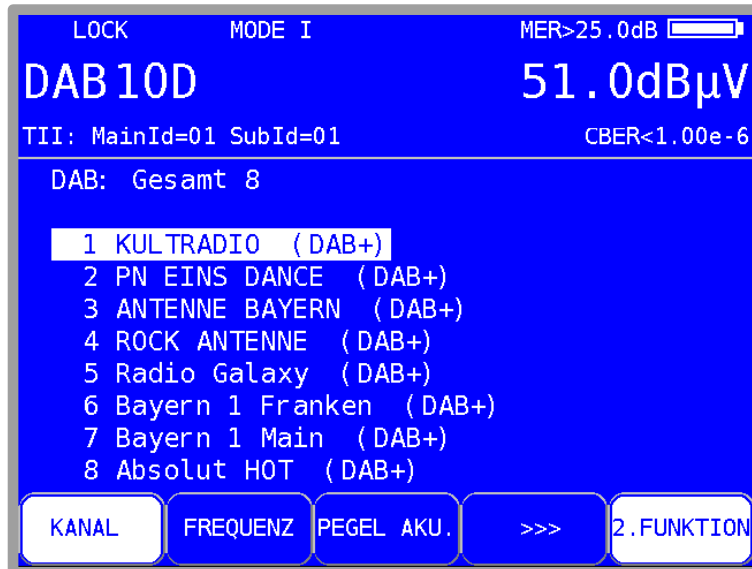 LOCK MODE I MER>25.0dB
DAB 10D 51.0dBµV
TII: MainId=01 SubId=01 CBER<1.00e-6
DAB: Gesamt 8
1 KULTRADIO (DAB+)
2 PN EINS DANCE (DAB+)
3 ANTENNE BAYERN (DAB+)
4 ROCK ANTENNE (DAB+)
5 Radio Galaxy (DAB+)
6 Bayern 1 Franken (DAB+)
7 Bayern 1 Main (DAB+)
8 Absolut HOT (DAB+)
KANAL FREQUENZ PEGEL AKU. >>> 2.FUNKTION